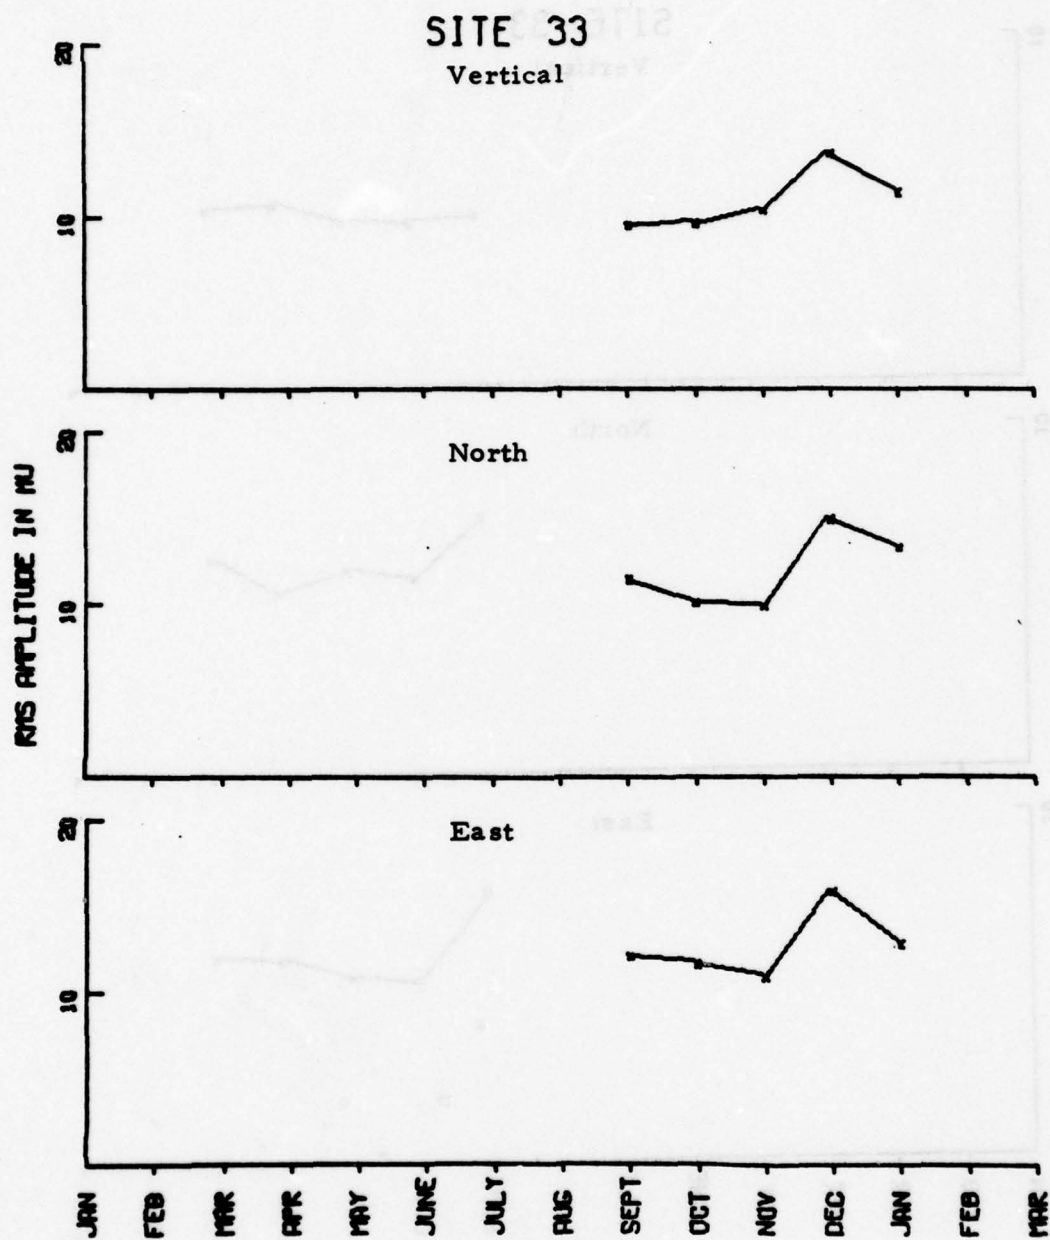 SITE 33
Vertical
20
10
North
20
10
RMS AMPLITUDE IN MU
East
20
10
JAN FEB MAR APR MAY JUNE JULY AUG SEPT OCT NOV DEC JAN FEB MAR